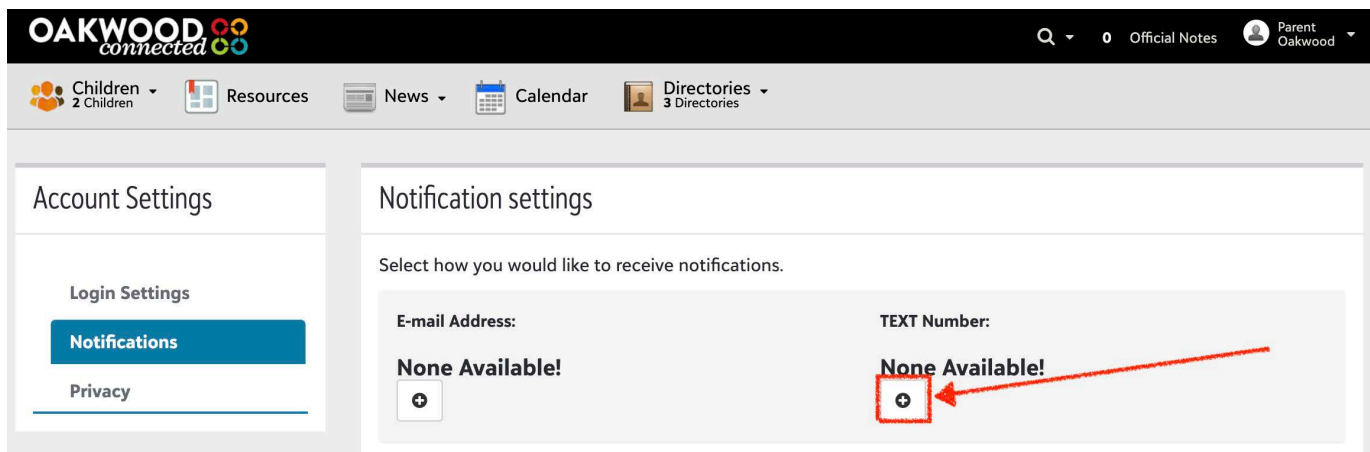 OAKWOOD
connected
0 Official Notes
Parent
Oakwood
Children
2 Children
Resources
News
Calendar
Directories
3 Directories
Account Settings
Login Settings
Notifications
Privacy
Notification settings
Select how you would like to receive notifications.
E-mail Address:
None Available!
TEXT Number:
None Available!